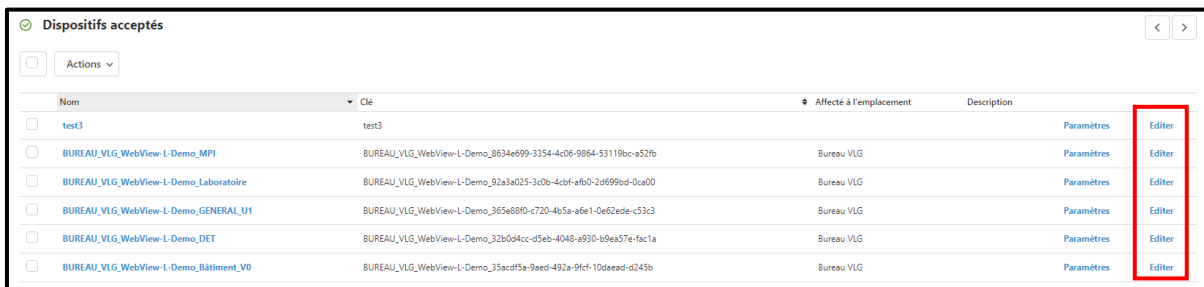 Dispositifs acceptés
Actions
Nom Clé Affecté à l'emplacement Description
test3 test3 Paramètres Editer
BUREAU_VLG_WebView-L-Demo_MPI BUREAU_VLG_WebView-L-Demo_8634e699-3354-4c06-9864-53119bc-a52fb Bureau VLG Paramètres Editer
BUREAU_VLG_WebView-L-Demo_Laboratoire BUREAU_VLG_WebView-L-Demo_92a3a025-3c0b-4cbf-afb0-2d699bd-0ca00 Bureau VLG Paramètres Editer
BUREAU_VLG_WebView-L-Demo_GENERAL_U1 BUREAU_VLG_WebView-L-Demo_365e88f0-c720-4b5a-a6e1-0e62ede-c53c3 Bureau VLG Paramètres Editer
BUREAU_VLG_WebView-L-Demo_DET BUREAU_VLG_WebView-L-Demo_32b0d4cc-d5eb-4048-a930-b9ea57e-fac1a Bureau VLG Paramètres Editer
BUREAU_VLG_WebView-L-Demo_Bâtiment_V0 BUREAU_VLG_WebView-L-Demo_35acdf5a-9aed-492a-9fcf-10daead-d245b Bureau VLG Paramètres Editer